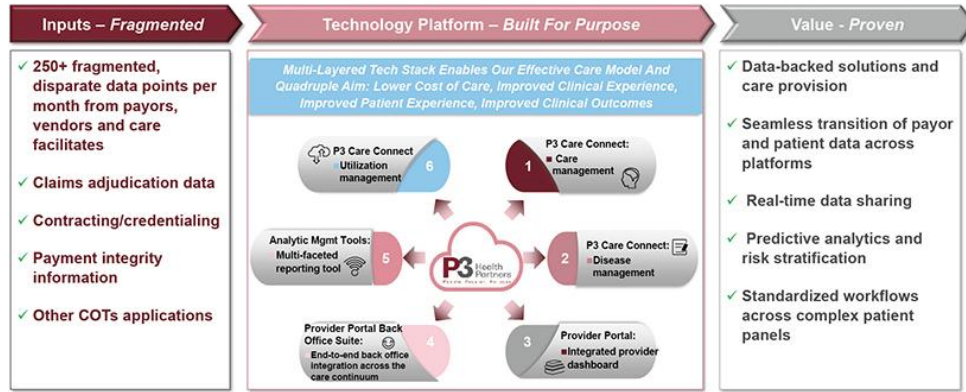 Inputs – Fragmented
✓ 250+ fragmented,
disparate data points per
month from payors,
vendors and care
facilitates
✓ Claims adjudication data
✓ Contracting/credentialing
✓ Payment integrity
information
✓ Other COTs applications
Technology Platform – Built For Purpose
Multi-Layered Tech Stack Enables Our Effective Care Model And
Quadruple Aim: Lower Cost of Care, Improved Clinical Experience,
Improved Patient Experience, Improved Clinical Outcomes
P3 Care Connect:
Care
management
1
P3 Care Connect:
Disease
management
2
Provider Portal:
Integrated provider
dashboard
3
Provider Portal Back
Office Suite:
End-to-end back office
integration across the
care continuum
4
Analytic Mgmt Tools:
Multi-faceted
reporting tool
5
P3 Care Connect
Utilization
management
6
P3 Health
Partners
Value - Proven
✓ Data-backed solutions and
care provision
✓ Seamless transition of payor
and patient data across
platforms
✓ Real-time data sharing
✓ Predictive analytics and
risk stratification
✓ Standardized workflows
across complex patient
panels